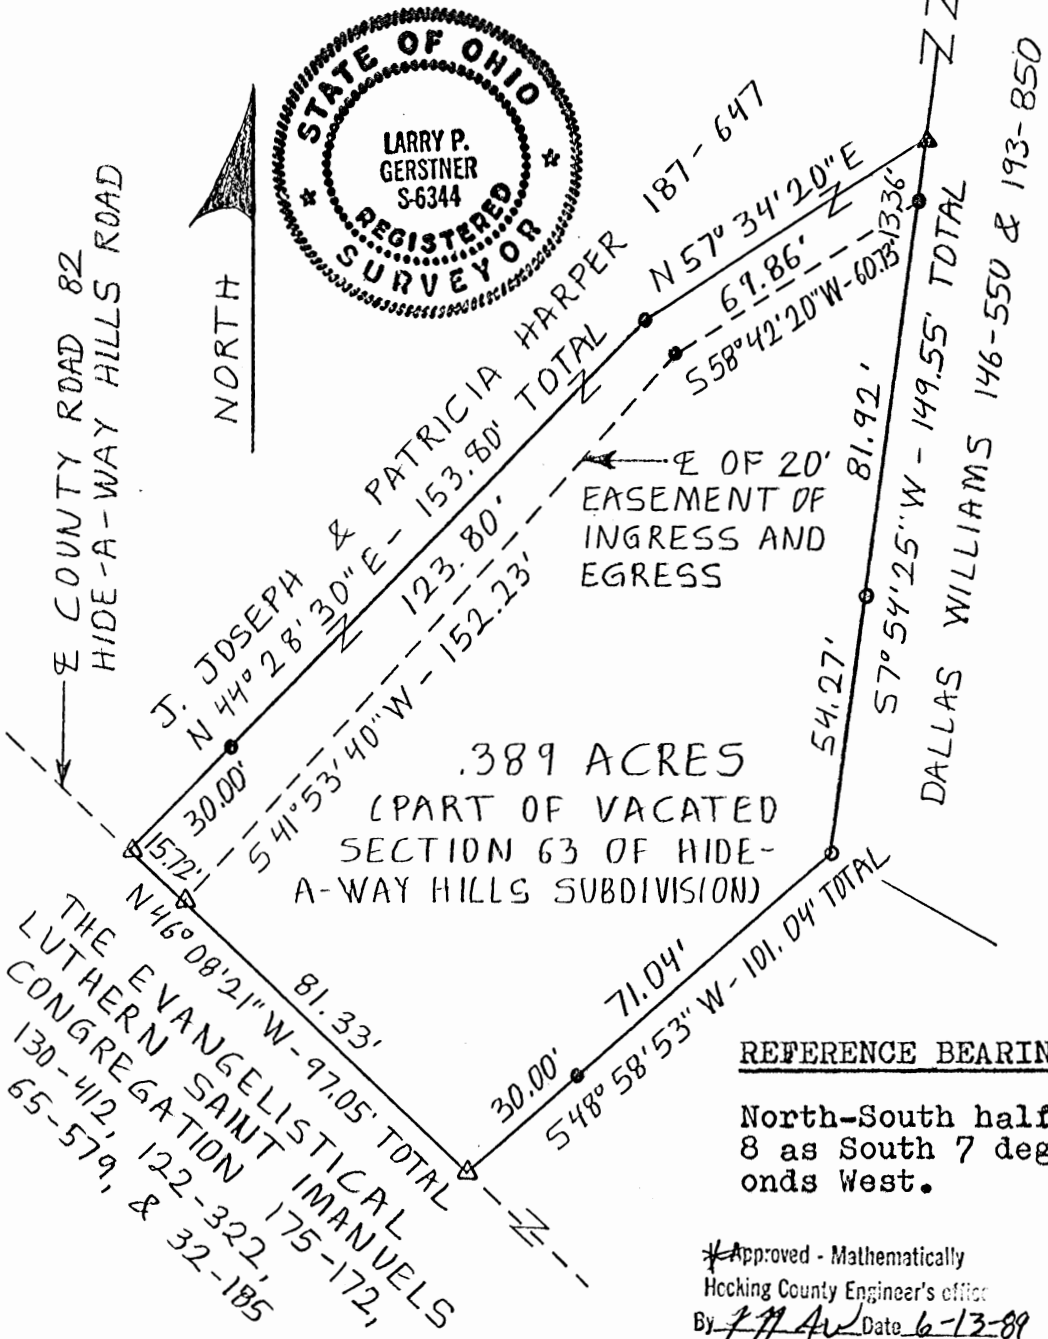 STATE OF OHIO
LARRY P.
GERSTNER
S-6344
REGISTERED
SURVEYOR
NORTH
℄ COUNTY ROAD 82
HIDE-A-WAY HILLS ROAD
J. JOSEPH & PATRICIA HARPER 187-647
N 44° 28' 30" E - 153.80' TOTAL
123.80'
30.00'
N 57° 34' 20" E
69.86'
S 58° 42' 20" W - 60.73'
13.36'
S 41° 53' 40" W - 152.23'
℄ OF 20'
EASEMENT OF
INGRESS AND
EGRESS
81.92'
54.27'
S 7° 54' 25" W - 149.55' TOTAL
DALLAS WILLIAMS 146-550 & 193-850
.389 ACRES
(PART OF VACATED
SECTION 63 OF HIDE-
A-WAY HILLS SUBDIVISION)
15.72'
N 46° 08' 21" W - 97.05' TOTAL
81.33'
71.04'
30.00'
S 48° 58' 53" W - 101.04' TOTAL
THE EVANGELISTICAL
LUTHERN SAINT IMANVELS
CONGREGATION 175-172,
130-412, 122-322,
65-579, & 32-185
REFERENCE BEARIN
North-South half
8 as South 7 deg
onds West.
Approved - Mathematically
Hocking County Engineer's office
By Date 6-13-89